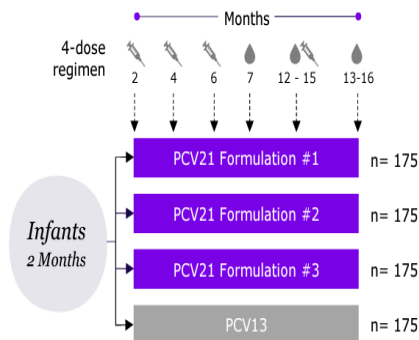 Months
4-dose
regimen
2 4 6 7 12 - 15 13-16
PCV21 Formulation #1 n= 175
PCV21 Formulation #2 n= 175
PCV21 Formulation #3 n= 175
Infants
2 Months
PCV13 n= 175